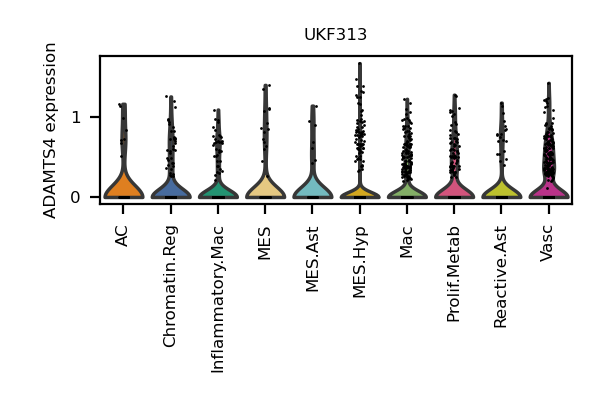 UKF313
ADAMTS4 expression
1
0
AC
Chromatin.Reg
Inflammatory.Mac
MES
MES.Ast
MES.Hyp
Mac
Prolif.Metab
Reactive.Ast
Vasc